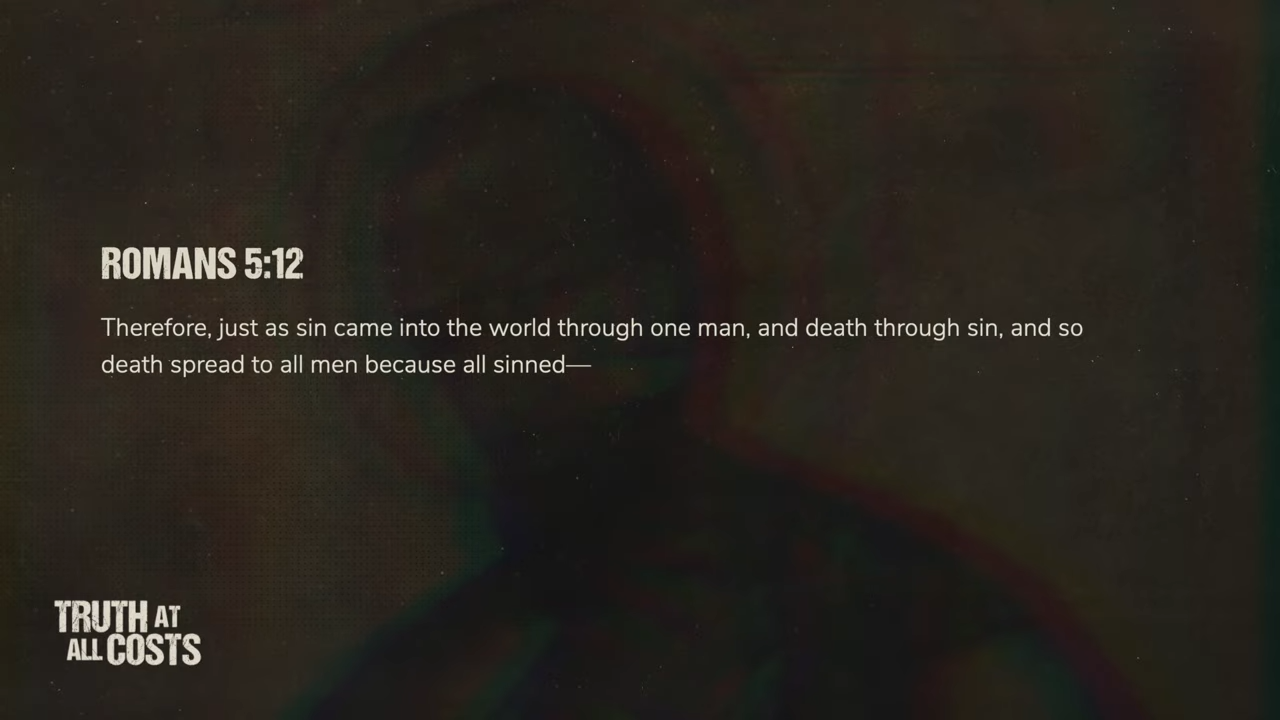 ROMANS 5:12
Therefore, just as sin came into the world through one man, and death through sin, and so
death spread to all men because all sinned—
TRUTH AT
ALL COSTS